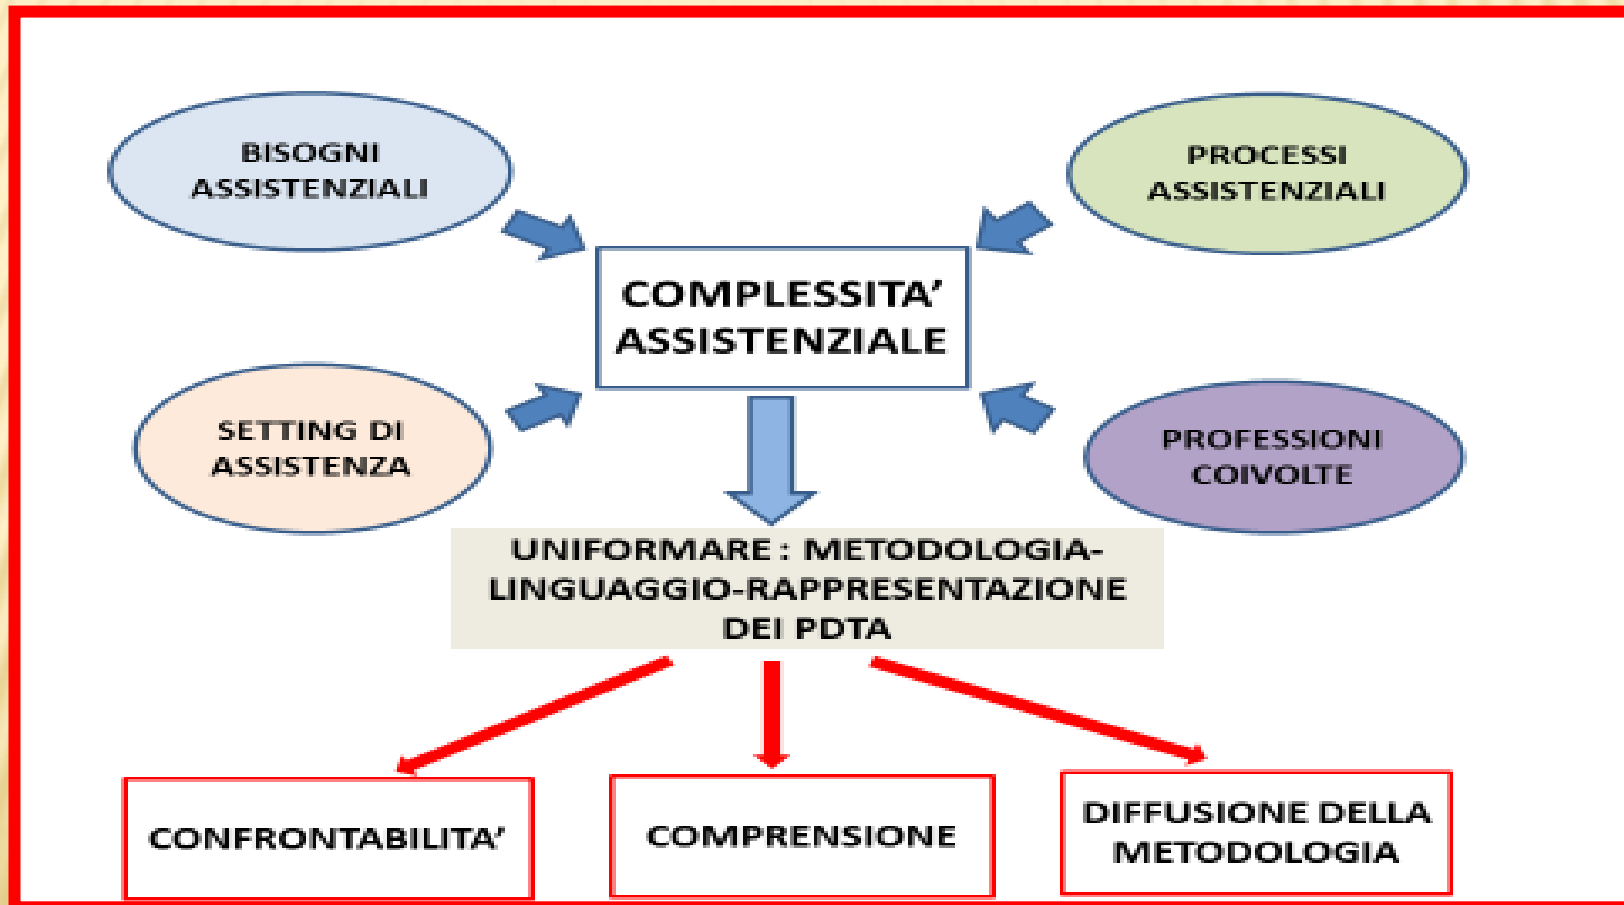 BISOGNI
ASSISTENZIALI
PROCESSI
ASSISTENZIALI
COMPLESSITA’
ASSISTENZIALE
SETTING DI
ASSISTENZA
PROFESSIONI
COIVOLTE
UNIFORMARE : METODOLOGIA-
LINGUAGGIO-RAPPRESENTAZIONE
DEI PDTA
CONFRONTABILITA’
COMPRENSIONE
DIFFUSIONE DELLA
METODOLOGIA